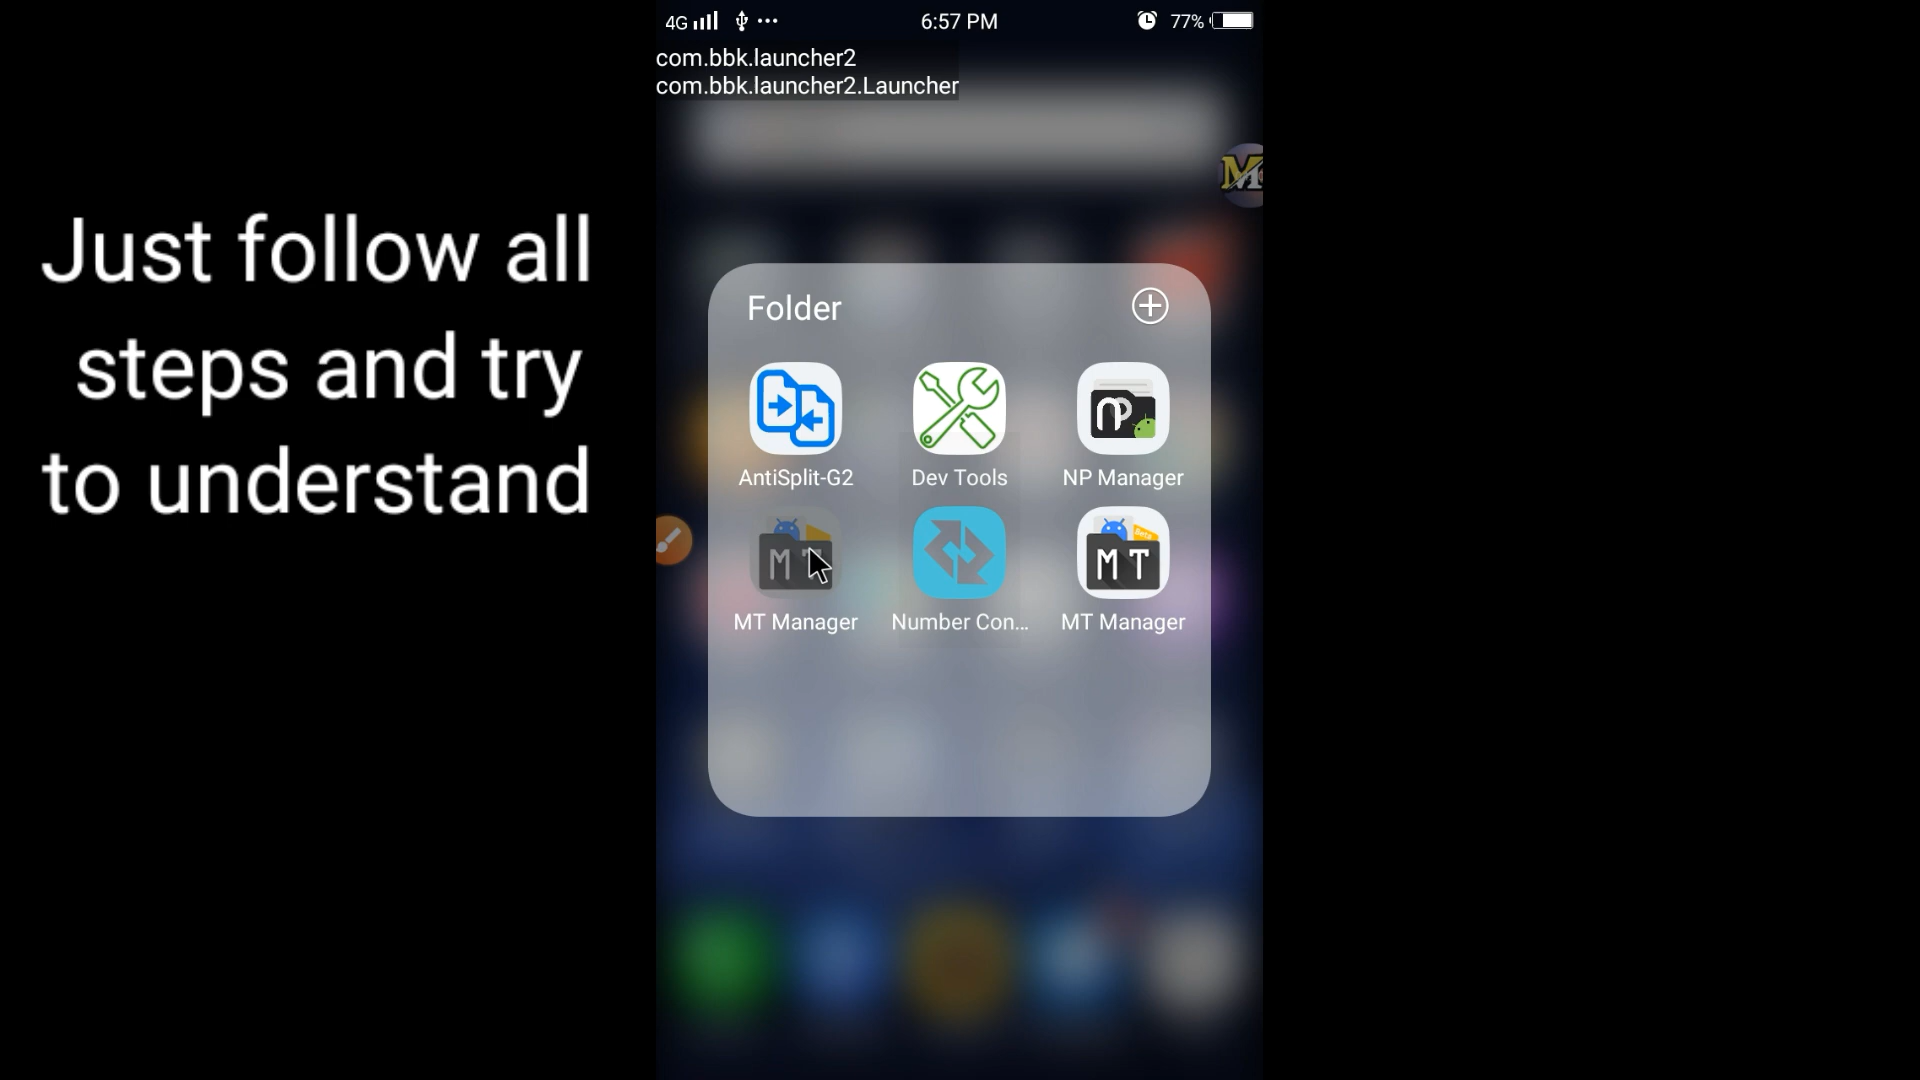 4G 6:57 PM 77%
com.bbk.launcher2
com.bbk.launcher2.Launcher
Just follow all
steps and try
to understand
Folder
AntiSplit-G2 Dev Tools NP Manager
MT Manager Number Con... MT Manager